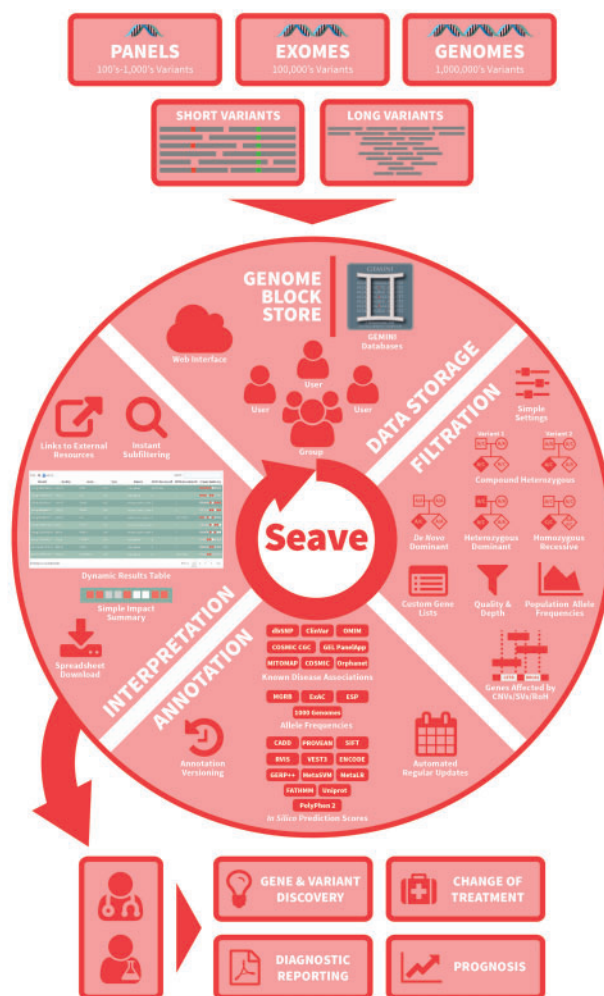 PANELS
100's-1,000's Variants
EXOMES
100,000's Variants
GENOMES
1,000,000's Variants
SHORT VARIANTS
LONG VARIANTS
GENOME
BLOCK
STORE
GEMINI
GEMINI
Databases
Web Interface
User
User
User
Group
DATA STORAGE
FILTRATION
Simple
Settings
Variant 1
Variant 2
Compound Heterozygous
De Novo
Dominant
Heterozygous
Dominant
Homozygous
Recessive
Custom Gene
Lists
Quality &
Depth
Population Allele
Frequencies
Genes Affected by
CNVs/SVs/RoH
Links to External
Resources
Instant
Subfiltering
Dynamic Results Table
Simple Impact
Summary
Spreadsheet
Download
INTERPRETATION
Seave
ANNOTATION
dbSNP
ClinVar
OMIM
COSMIC CGC
GEL PanelApp
MITOMAP
COSMIC
Orphanet
Known Disease Associations
MGRB
ExAC
ESP
1000 Genomes
Allele Frequencies
CADD
PROVEAN
SIFT
RVIS
VEST3
ENCODE
GERP++
MetaSVM
MetaLR
FATHMM
Uniprot
PolyPhen 2
In Silico Prediction Scores
Annotation
Versioning
Automated
Regular Updates
GENE & VARIANT
DISCOVERY
CHANGE OF
TREATMENT
DIAGNOSTIC
REPORTING
PROGNOSIS